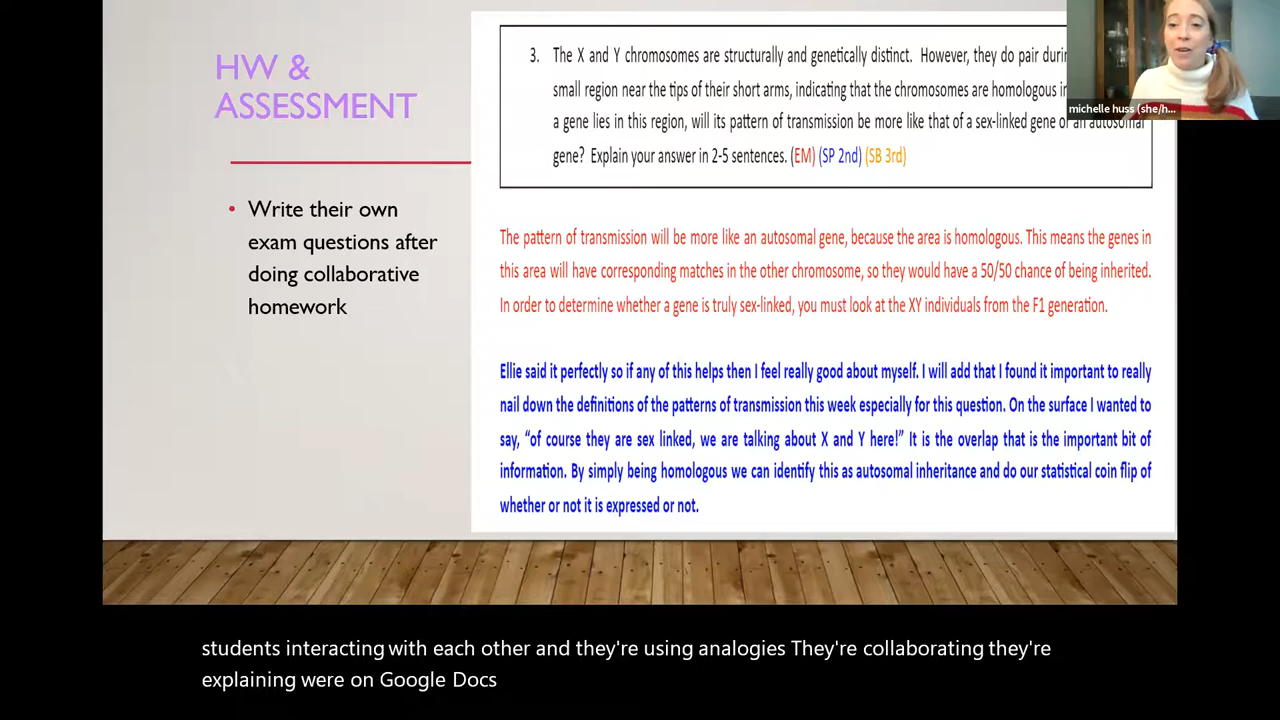 HW &
ASSESSMENT
• Write their own
exam questions after
doing collaborative
homework
3. The X and Y chromosomes are structurally and genetically distinct. However, they do pair
small region near the tips of their short arms, indicating that the chromosomes are homologous
a gene lies in this region, will its pattern of transmission be more like that of a sex-linked gene or an autosomal
gene? Explain your answer in 2-5 sentences. (EM) (SP 2nd) (SB 3rd)
michelle huss (she/h...
The pattern of transmission will be more like an autosomal gene, because the area is homologous. This means the genes in
this area will have corresponding matches in the other chromosome, so they would have a 50/50 chance of being inherited.
In order to determine whether a gene is truly sex-linked, you must look at the XY individuals from the F1 generation.
Ellie said it perfectly so if any of this helps then I feel really good about myself. I will add that I found it important to really
nail down the definitions of the patterns of transmission this week especially for this question. On the surface I wanted to
say, “of course they are sex linked, we are talking about X and Y here!” It is the overlap that is the important bit of
information. By simply being homologous we can identify this as autosomal inheritance and do our statistical coin flip of
whether or not it is expressed or not.
students interacting with each other and they're using analogies They're collaborating they're
explaining were on Google Docs